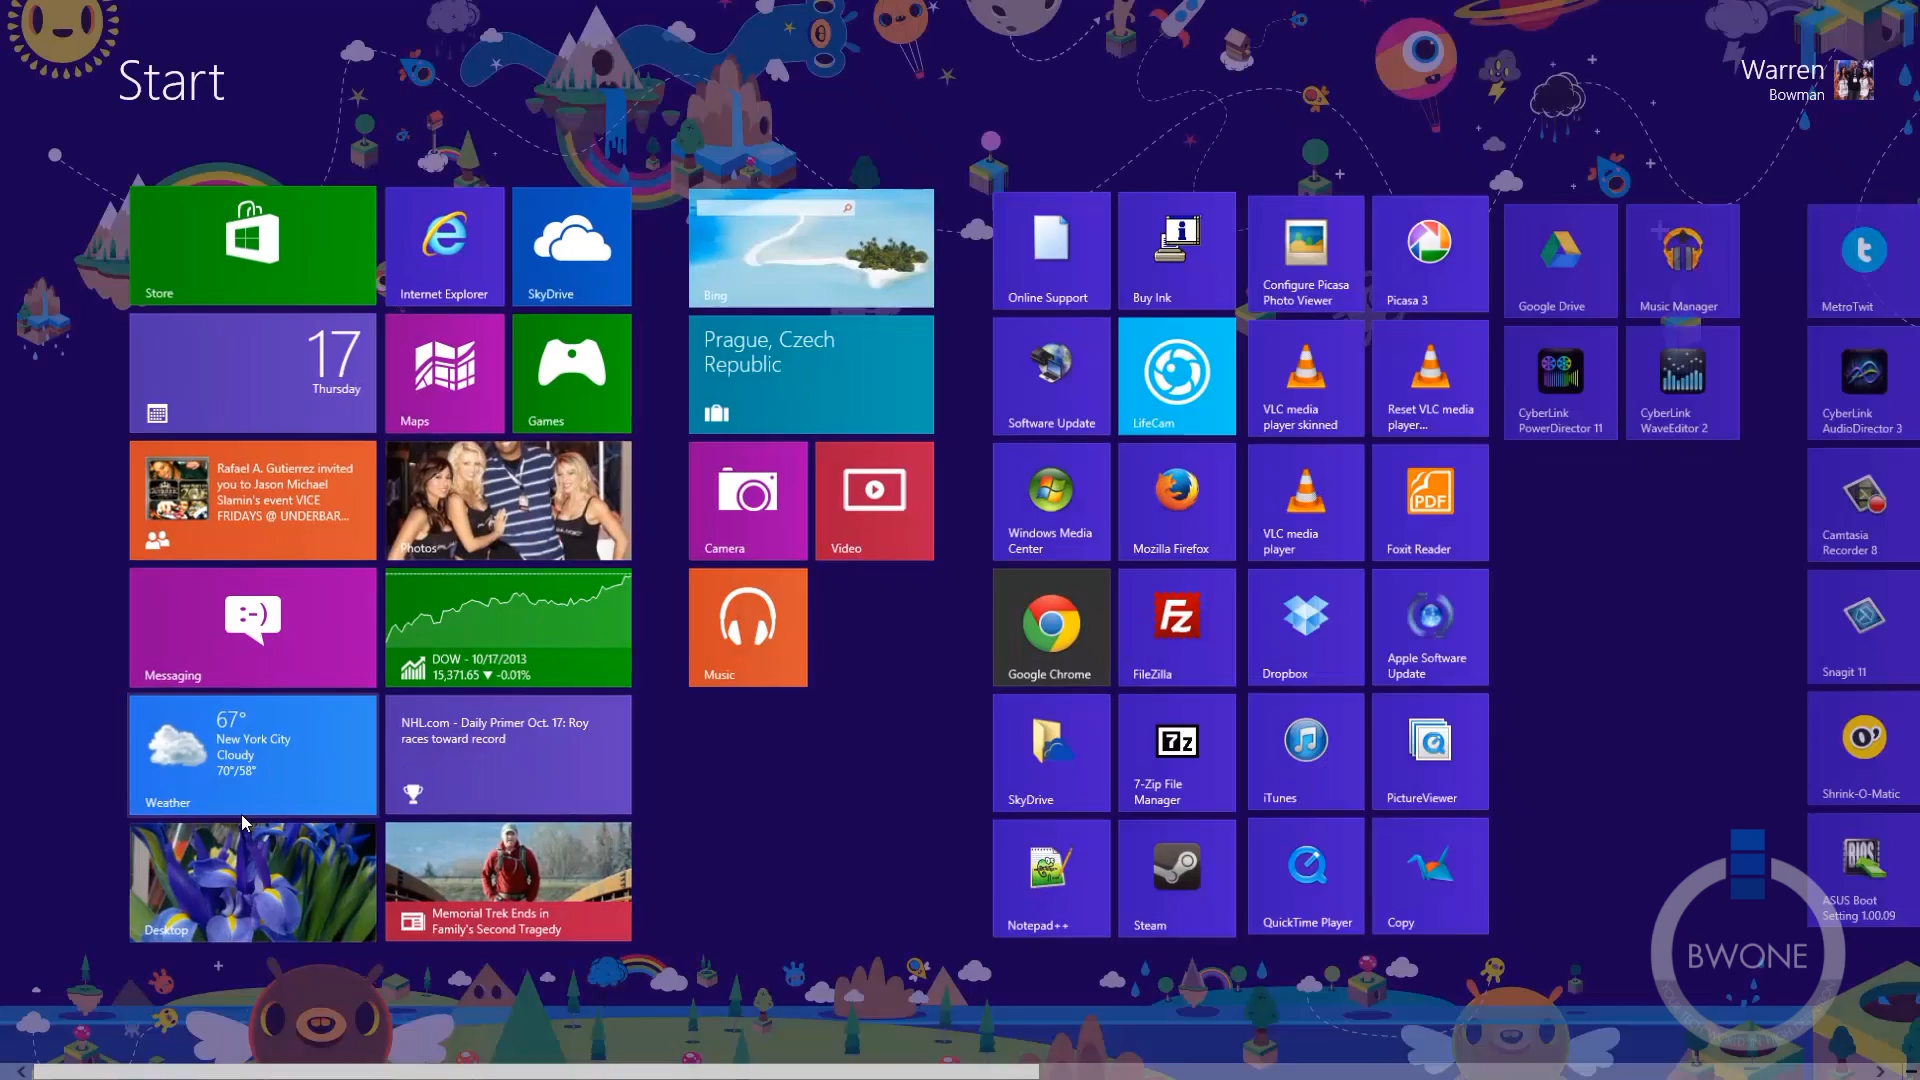 Start
Warren
Bowman
Store
Internet Explorer
SkyDrive
Bing
17
Thursday
Maps
Games
Prague, Czech
Republic
Rafael A. Gutierrez invited
you to Jason Michael
Slamin's event VICE
FRIDAYS @ UNDERBAR...
Photos
Camera
Video
Messaging
DOW - 10/17/2013
15,371.65 ▼ -0.01%
Music
67°
New York City
Cloudy
70°/58°
Weather
NHL.com - Daily Primer Oct. 17: Roy
races toward record
Desktop
Memorial Trek Ends in
Family's Second Tragedy
Online Support
Buy Ink
Configure Picasa
Photo Viewer
Picasa 3
Google Drive
Music Manager
MetroTwit
Software Update
LifeCam
VLC media
player skinned
Reset VLC media
player...
CyberLink
PowerDirector 11
CyberLink
WaveEditor 2
CyberLink
AudioDirector 3
Windows Media
Center
Mozilla Firefox
VLC media
player
PDF
Foxit Reader
Camtasia
Recorder 8
Google Chrome
Fz
FileZilla
Dropbox
Apple Software
Update
Snagit 11
SkyDrive
7z
7-Zip File
Manager
iTunes
PictureViewer
Shrink-O-Matic
Notepad++
Steam
QuickTime Player
Copy
BIOS
ASUS Boot
Setting 1.00.09
BWONE